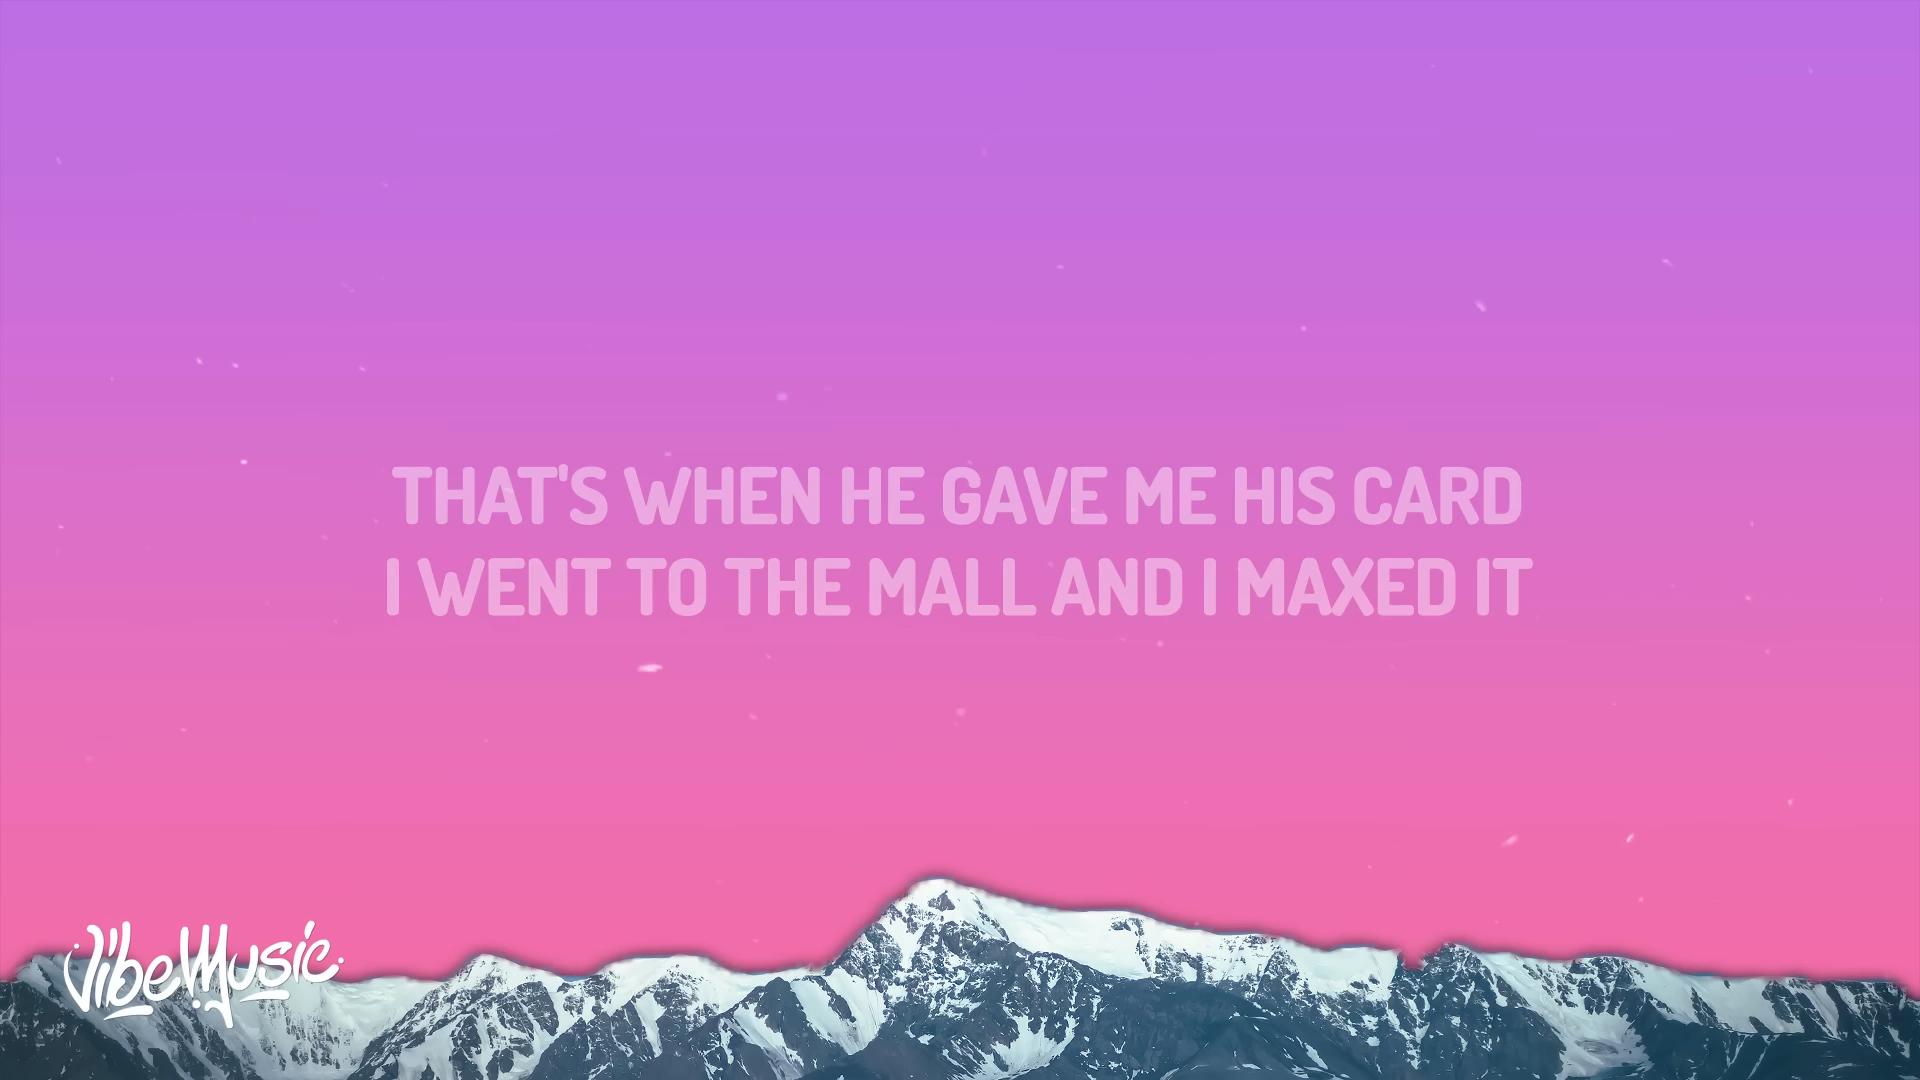 THAT'S WHEN HE GAVE ME HIS CARD
I WENT TO THE MALL AND I MAXED IT
VibeMusic